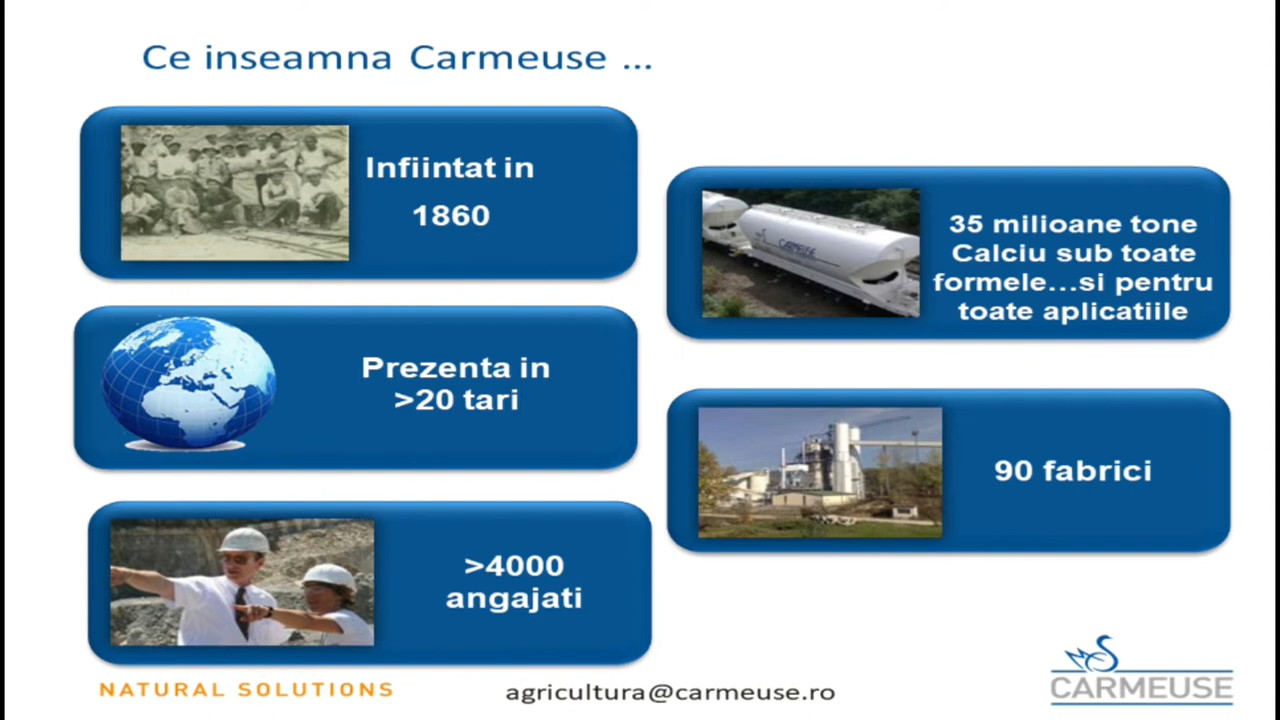 Ce inseamna Carmeuse ...
Infiintat in
1860
Prezenta in
>20 tari
>4000
angajati
CARMEUSE
35 milioane tone
Calciu sub toate
formele...si pentru
toate aplicatiile
90 fabrici
NATURAL SOLUTIONS
agricultura@carmeuse.ro
CARMEUSE